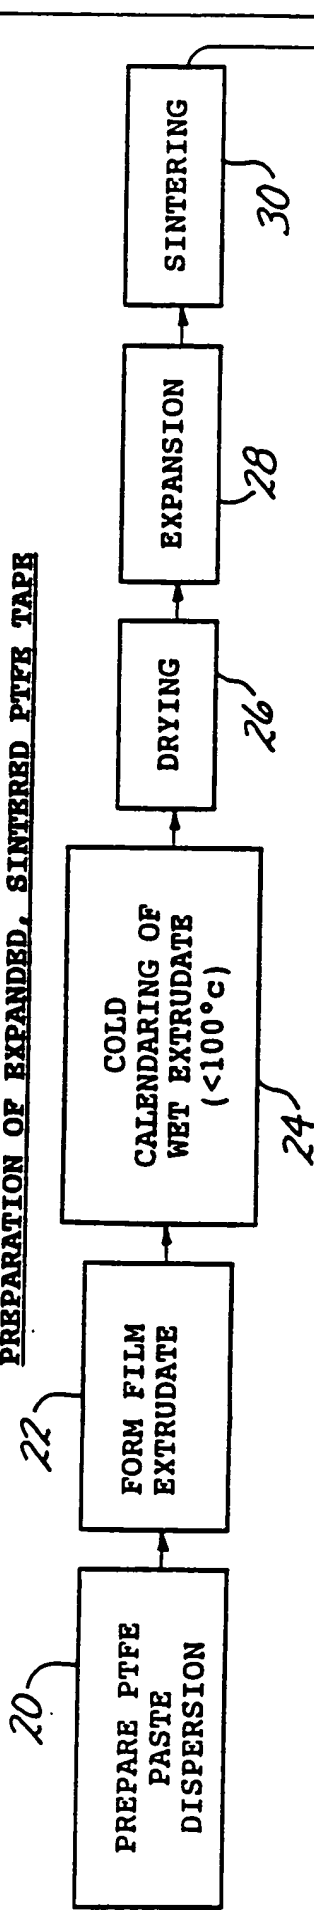 PREPARATION OF EXPANDED, SINTERED PTFE TAPE
20
PREPARE PTFE
PASTE
DISPERSION
22
FORM FILM
EXTRUDATE
COLD
CALENDARING OF
WET EXTRUDATE
(<100°c)
24
DRYING
26
EXPANSION
28
SINTERING
30